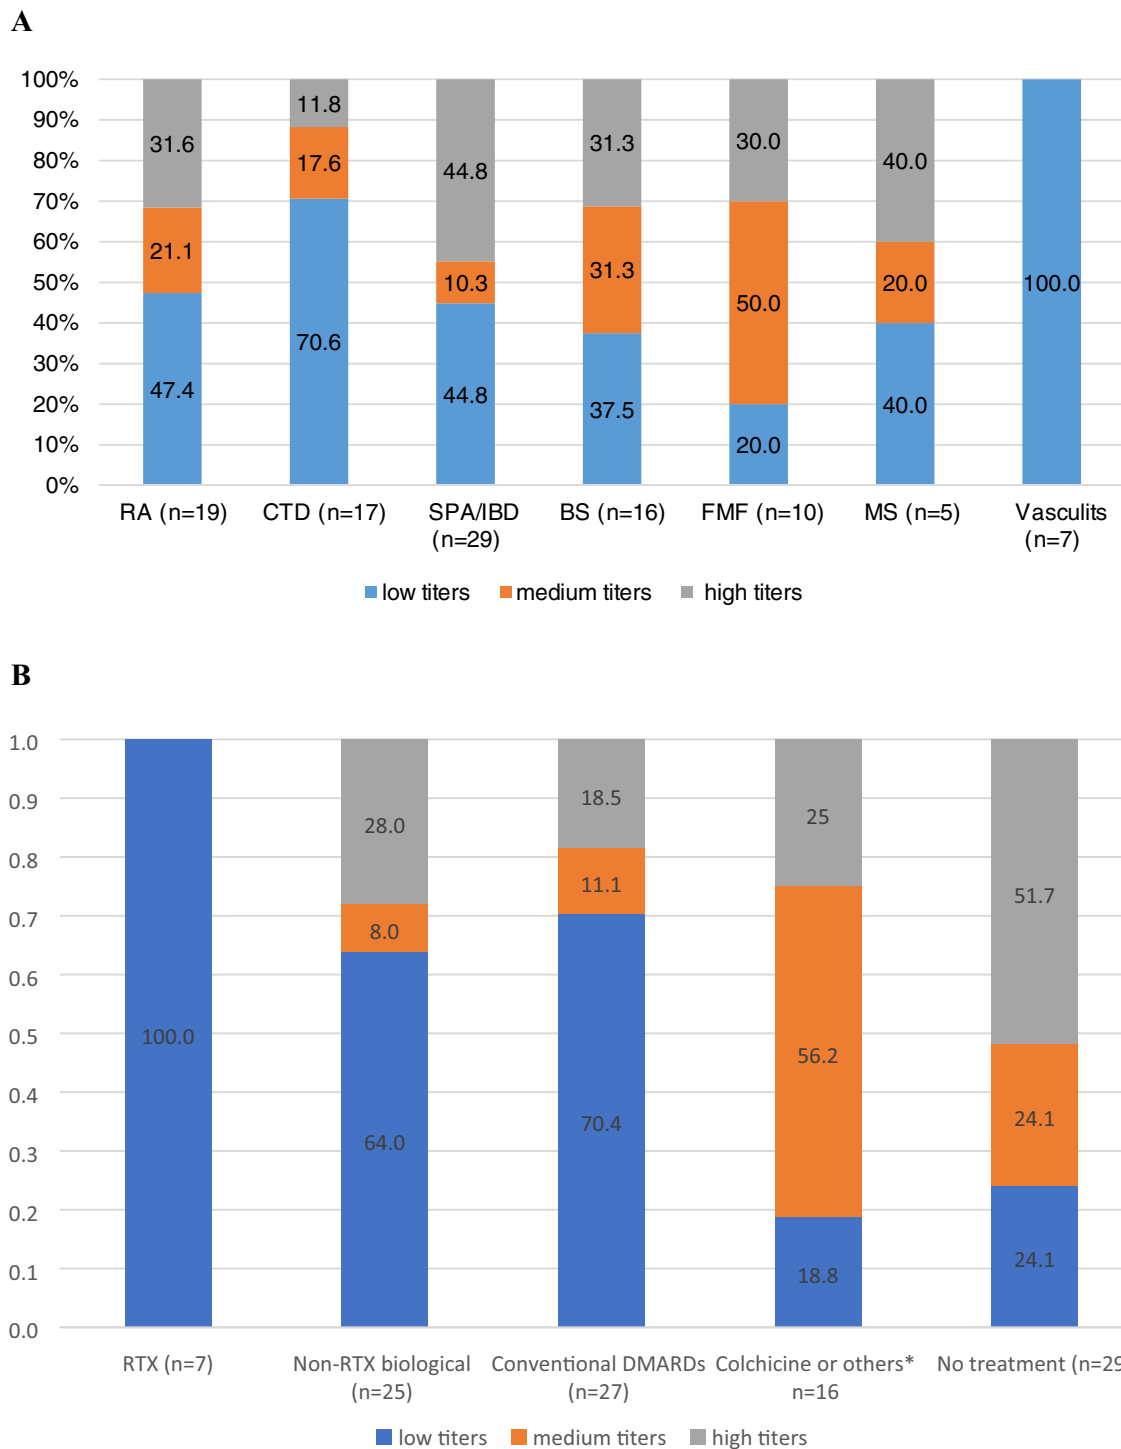 A
100%
90%
80%
70%
60%
50%
40%
30%
20%
10%
0%
31.6
21.1
47.4
11.8
17.6
70.6
44.8
10.3
44.8
31.3
31.3
37.5
30.0
50.0
20.0
40.0
20.0
40.0
100.0
RA (n=19)
CTD (n=17)
SPA/IBD
(n=29)
BS (n=16)
FMF (n=10)
MS (n=5)
Vasculits
(n=7)
low titers medium titers high titers
B
1.0
0.9
0.8
0.7
0.6
0.5
0.4
0.3
0.2
0.1
0.0
100.0
28.0
8.0
64.0
18.5
11.1
70.4
25
56.2
18.8
51.7
24.1
24.1
RTX (n=7)
Non-RTX biological
(n=25)
Conventional DMARDs
(n=27)
Colchicine or others*
n=16
No treatment (n=29
low titers medium titers high titers